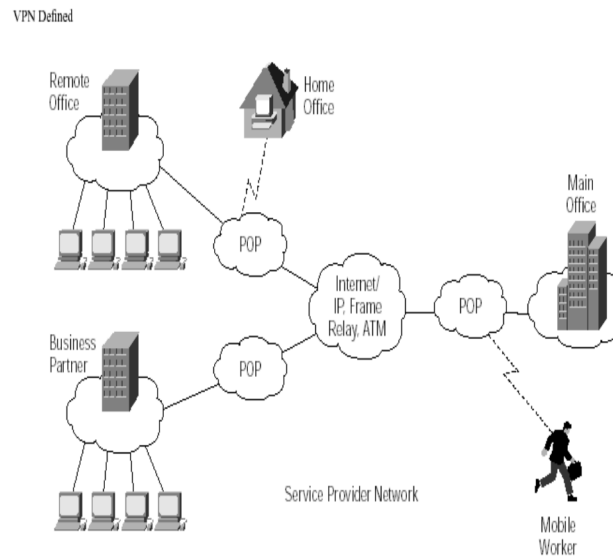 VPN Defined
Remote
Office
Home
Office
Main
Office
POP
Internet/
IP, Frame
Relay, ATM
POP
Business
Partner
POP
Service Provider Network
Mobile
Worker